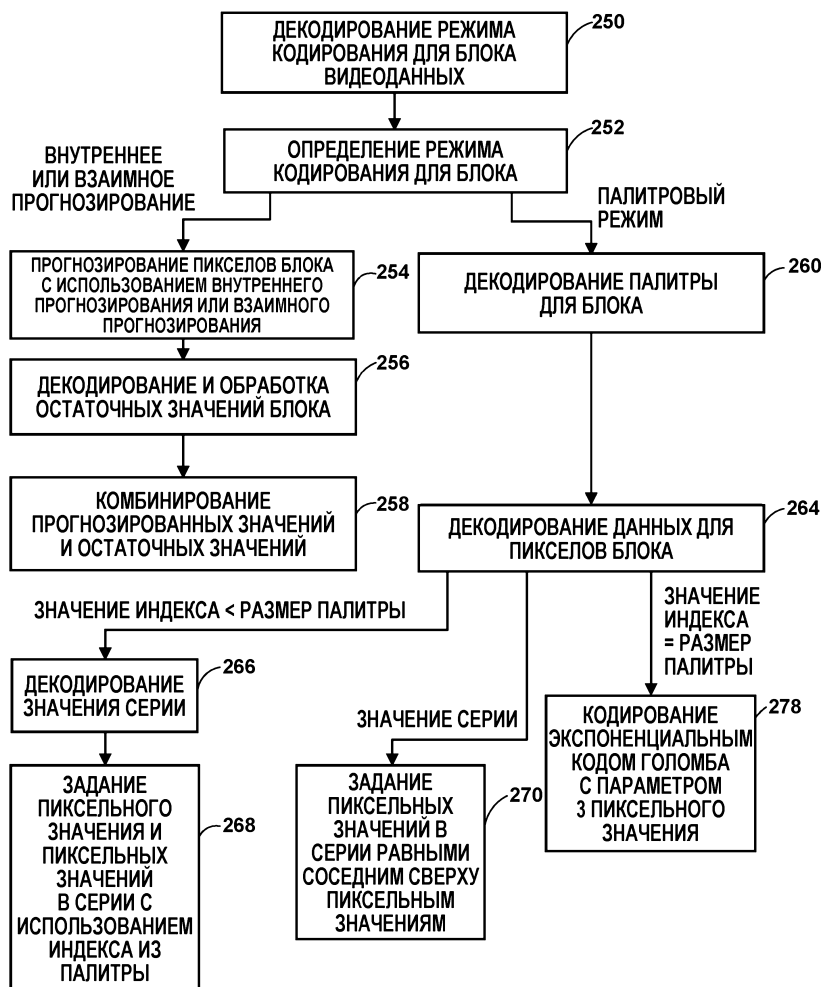 ДЕКОДИРОВАНИЕ РЕЖИМА
КОДИРОВАНИЯ ДЛЯ БЛОКА
ВИДЕОДАННЫХ
250
ОПРЕДЕЛЕНИЕ РЕЖИМА
КОДИРОВАНИЯ ДЛЯ БЛОКА
252
ВНУТРЕННЕЕ
ИЛИ ВЗАИМНОЕ
ПРОГНОЗИРОВАНИЕ
ПАЛИТРОВЫЙ
РЕЖИМ
ПРОГНОЗИРОВАНИЕ ПИКСЕЛОВ БЛОКА
С ИСПОЛЬЗОВАНИЕМ ВНУТРЕННЕГО
ПРОГНОЗИРОВАНИЯ ИЛИ ВЗАИМНОГО
ПРОГНОЗИРОВАНИЯ
254
ДЕКОДИРОВАНИЕ ПАЛИТРЫ
ДЛЯ БЛОКА
260
ДЕКОДИРОВАНИЕ И ОБРАБОТКА
ОСТАТОЧНЫХ ЗНАЧЕНИЙ БЛОКА
256
КОМБИНИРОВАНИЕ
ПРОГНОЗИРОВАННЫХ ЗНАЧЕНИЙ
И ОСТАТОЧНЫХ ЗНАЧЕНИЙ
258
ДЕКОДИРОВАНИЕ ДАННЫХ ДЛЯ
ПИКСЕЛОВ БЛОКА
264
ЗНАЧЕНИЕ ИНДЕКСА < РАЗМЕР ПАЛИТРЫ
ЗНАЧЕНИЕ
ИНДЕКСА
= РАЗМЕР
ПАЛИТРЫ
ДЕКОДИРОВАНИЕ
ЗНАЧЕНИЯ СЕРИИ
266
ЗНАЧЕНИЕ СЕРИИ
КОДИРОВАНИЕ
ЭКСПОНЕНЦИАЛЬНЫМ
КОДОМ ГОЛОМБА
С ПАРАМЕТРОМ
3 ПИКСЕЛЬНОГО
ЗНАЧЕНИЯ
278
ЗАДАНИЕ
ПИКСЕЛЬНОГО
ЗНАЧЕНИЯ И
ПИКСЕЛЬНЫХ
ЗНАЧЕНИЙ
В СЕРИИ С
ИСПОЛЬЗОВАНИЕМ
ИНДЕКСА ИЗ
ПАЛИТРЫ
268
ЗАДАНИЕ
ПИКСЕЛЬНЫХ
ЗНАЧЕНИЙ В
СЕРИИ РАВНЫМИ
СОСЕДНИМ СВЕРХУ
ПИКСЕЛЬНЫМ
ЗНАЧЕНИЯМ
270